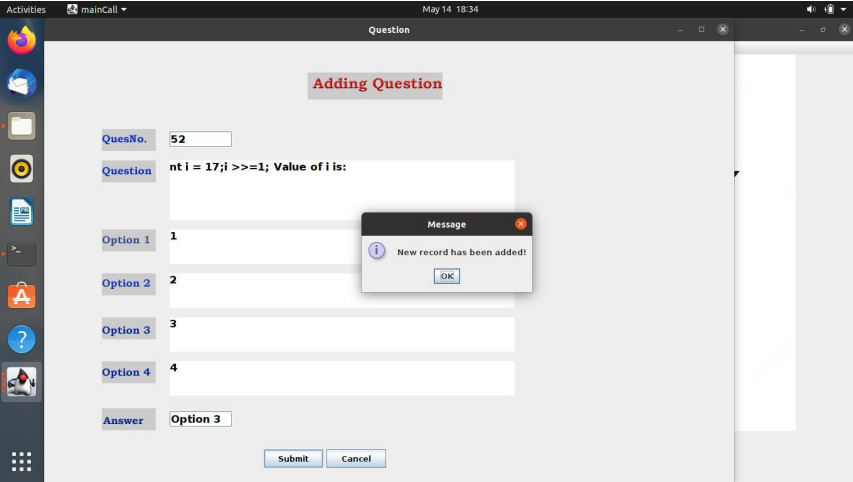 Activities mainCall May 14 18:34
Question
Adding Question
QuesNo. 52
Question nt i = 17;i >>=1; Value of i is:
Option 1 1
Message
New record has been added!
OK
Option 2 2
Option 3 3
Option 4 4
Answer Option 3
Submit Cancel